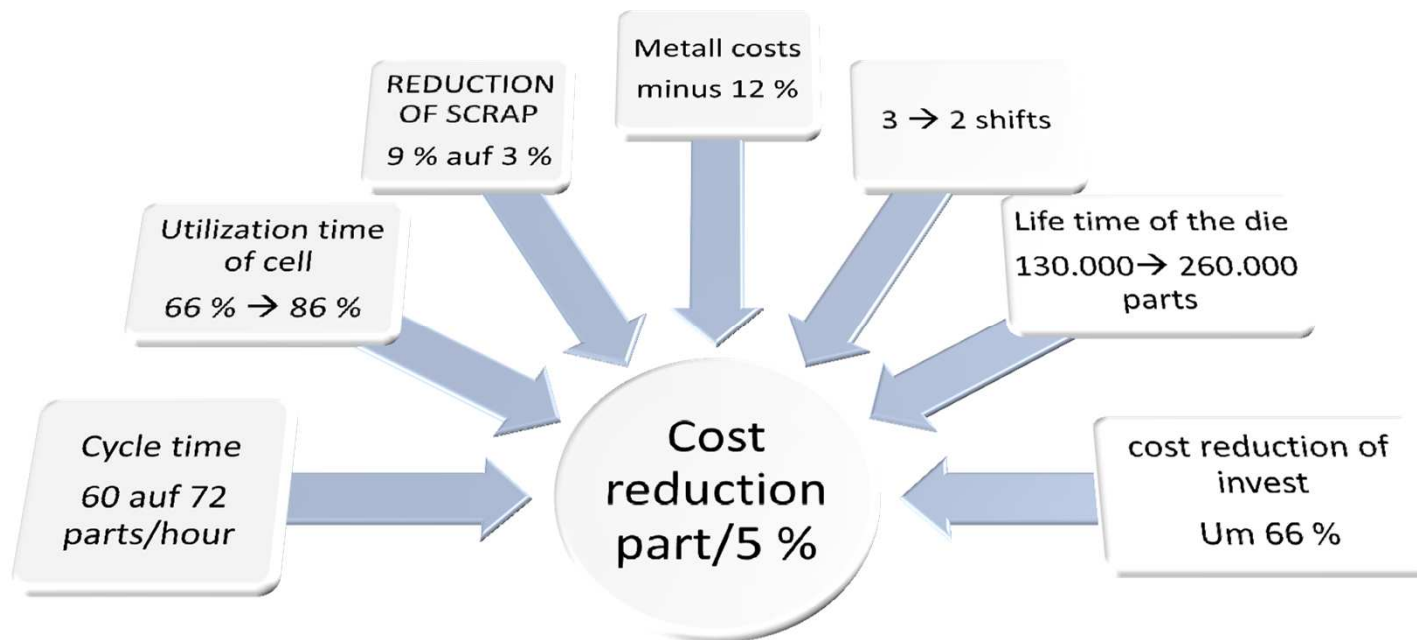 Metall costs
minus 12 %
REDUCTION
OF SCRAP
9 % auf 3 %
3 → 2 shifts
Utilization time
of cell
66 % → 86 %
Life time of the die
130.000→ 260.000
parts
Cycle time
60 auf 72
parts/hour
Cost
reduction
part/5 %
cost reduction of
invest
Um 66 %